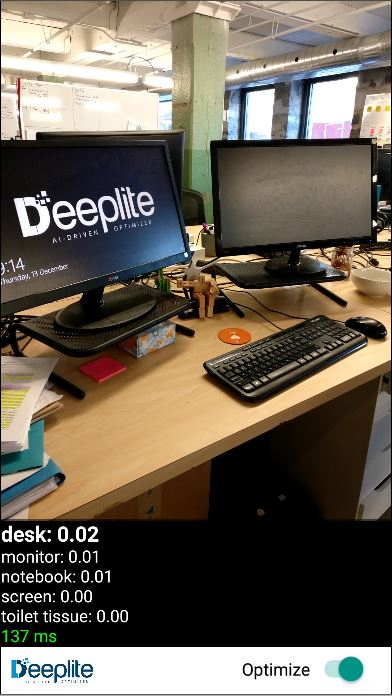 Deeplite
AI-DRIVEN OPTIMIZER
9:14
Thursday, 13 December
desk: 0.02
monitor: 0.01
notebook: 0.01
screen: 0.00
toilet tissue: 0.00
137 ms
Deeplite
Optimize